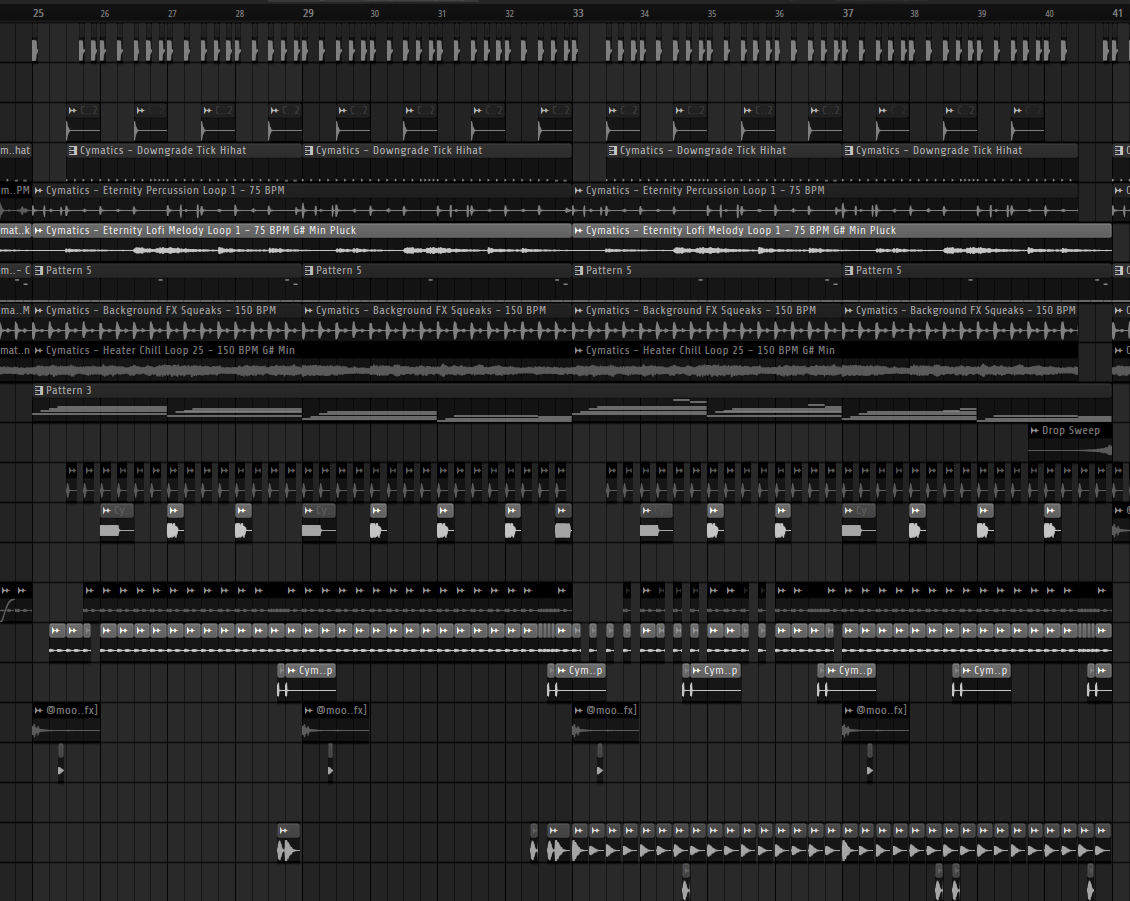 25 26 27 28 29 30 31 32 33 34 35 36 37 38 39 40 41
C..2 C..2 C..2 C..2 C..2 C..2 C..2 C..2 C..2 C..2 C..2 C..2 C..2 C..2 C..2
m..hat Cymatics - Downgrade Tick Hihat Cymatics - Downgrade Tick Hihat Cymatics - Downgrade Tick Hihat Cymatics - Downgrade Tick Hihat
m..PM Cymatics - Eternity Percussion Loop 1 - 75 BPM Cymatics - Eternity Percussion Loop 1 - 75 BPM
mat..k Cymatics - Eternity Lofi Melody Loop 1 - 75 BPM G# Min Pluck Cymatics - Eternity Lofi Melody Loop 1 - 75 BPM G# Min Pluck
m..- C Pattern 5 Pattern 5 Pattern 5 Pattern 5
ma..M Cymatics - Background FX Squeaks - 150 BPM Cymatics - Background FX Squeaks - 150 BPM Cymatics - Background FX Squeaks - 150 BPM Cymatics - Background FX Squeaks - 150 BPM
mat..n Cymatics - Heater Chill Loop 25 - 150 BPM G# Min Cymatics - Heater Chill Loop 25 - 150 BPM G# Min
Pattern 3
Drop Sweep
Cy Cy Cy Cy
Cym..p Cym..p Cym..p Cym..p Cym..p
@moo..fx] @moo..fx] @moo..fx] @moo..fx]